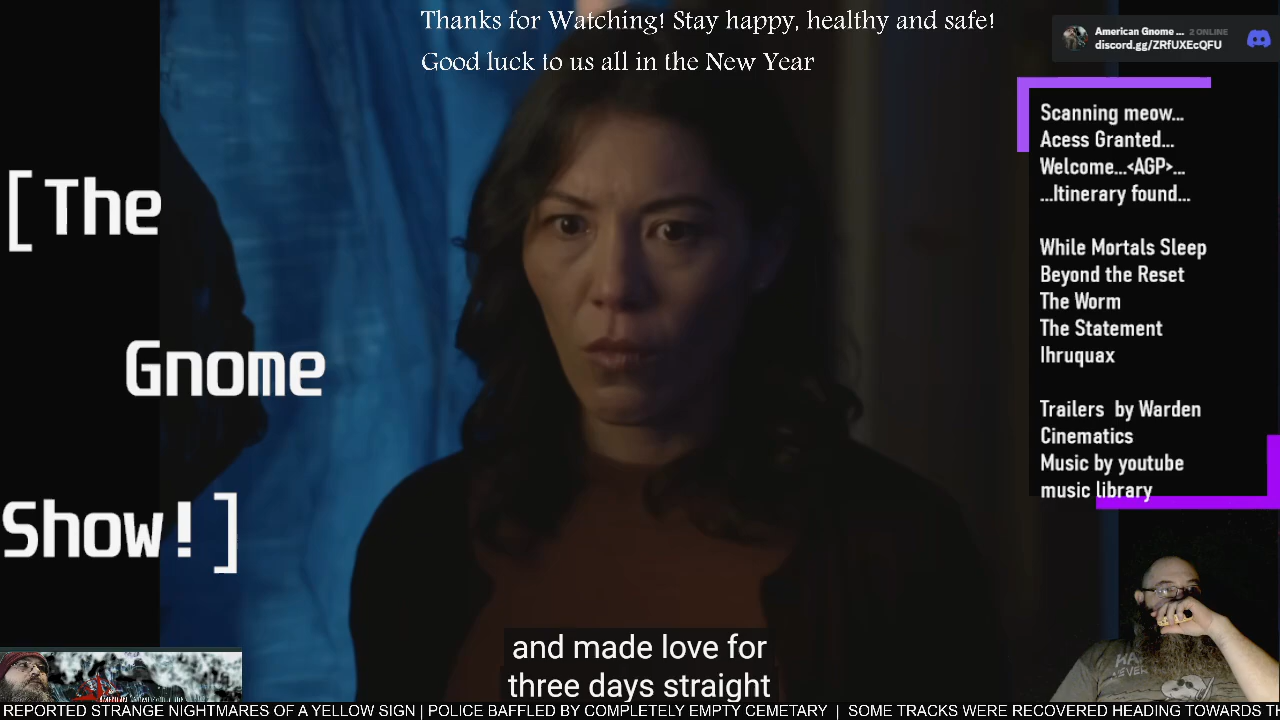 Thanks for Watching! Stay happy, healthy and safe!
Good luck to us all in the New Year
American Gnome ... 2 ONLINE
discord.gg/ZRfUXEcQFU
Scanning meow...
Acess Granted...
Welcome...<AGP>...
...Itinerary found...
While Mortals Sleep
Beyond the Reset
The Worm
The Statement
Ihruquax
Trailers by Warden
Cinematics
Music by youtube
music library
[The
Gnome
Show!]
and made love for
three days straight
REPORTED STRANGE NIGHTMARES OF A YELLOW SIGN | POLICE BAFFLED BY COMPLETELY EMPTY CEMETARY | SOME TRACKS WERE RECOVERED HEADING TOWARDS TH